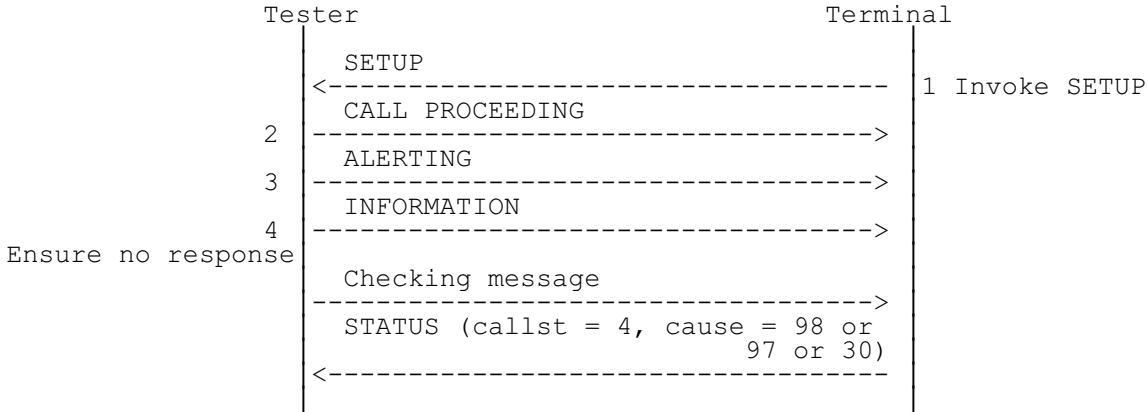 Tester Terminal
SETUP
1 Invoke SETUP
CALL PROCEEDING
2
ALERTING
3
INFORMATION
4
Ensure no response
Checking message
STATUS (callst = 4, cause = 98 or
97 or 30)